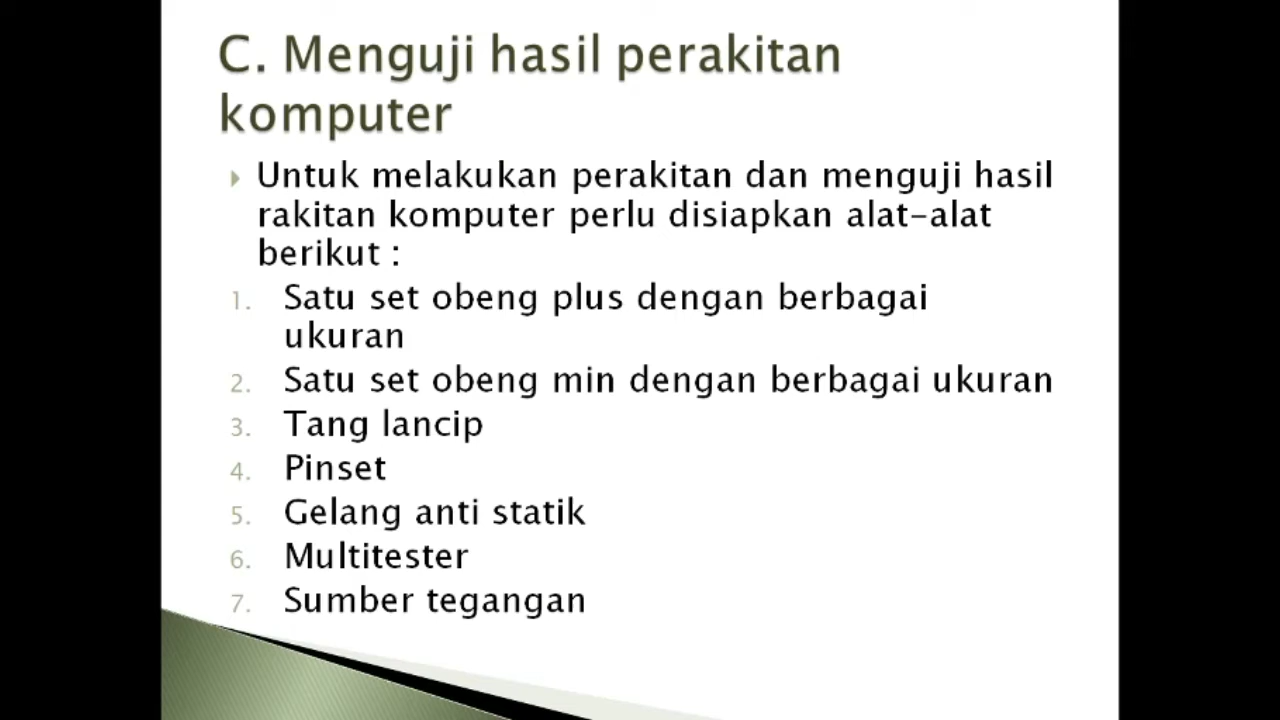 C. Menguji hasil perakitan
komputer
Untuk melakukan perakitan dan menguji hasil
rakitan komputer perlu disiapkan alat-alat
berikut :
1. Satu set obeng plus dengan berbagai
ukuran
2. Satu set obeng min dengan berbagai ukuran
3. Tang lancip
4. Pinset
5. Gelang anti statik
6. Multitester
7. Sumber tegangan